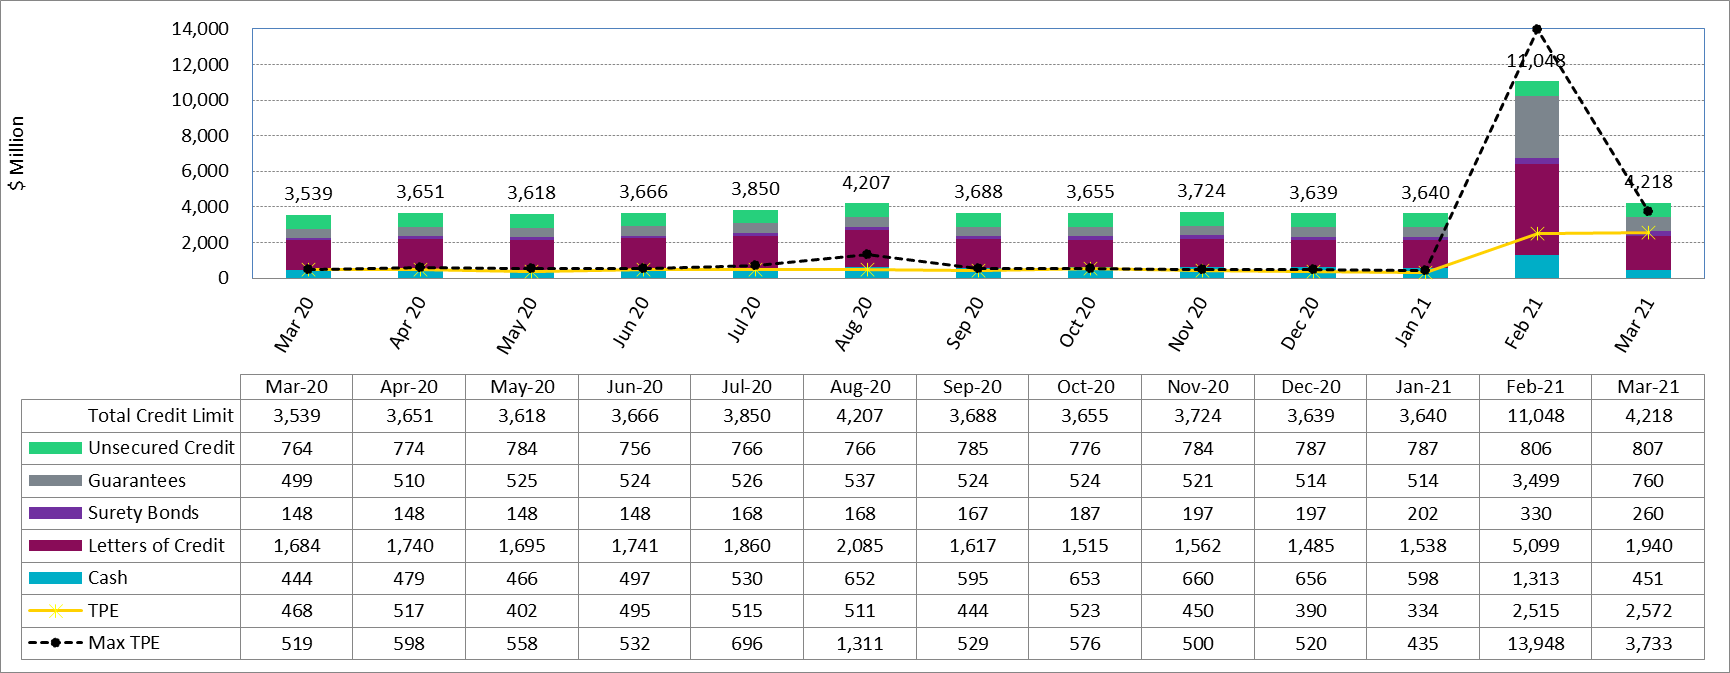 $ Million
14,000
12,000
10,000
8,000
6,000
4,000
2,000
0
3,539 3,651 3,618 3,666 3,850 4,207 3,688 3,655 3,724 3,639 3,640 11,048 4,218
Mar 20 Apr 20 May 20 Jun 20 Jul 20 Aug 20 Sep 20 Oct 20 Nov 20 Dec 20 Jan 21 Feb 21 Mar 21
Mar-20 Apr-20 May-20 Jun-20 Jul-20 Aug-20 Sep-20 Oct-20 Nov-20 Dec-20 Jan-21 Feb-21 Mar-21
Total Credit Limit 3,539 3,651 3,618 3,666 3,850 4,207 3,688 3,655 3,724 3,639 3,640 11,048 4,218
Unsecured Credit 764 774 784 756 766 766 785 776 784 787 787 806 807
Guarantees 499 510 525 524 526 537 524 524 521 514 514 3,499 760
Surety Bonds 148 148 148 148 168 168 167 187 197 197 202 330 260
Letters of Credit 1,684 1,740 1,695 1,741 1,860 2,085 1,617 1,515 1,562 1,485 1,538 5,099 1,940
Cash 444 479 466 497 530 652 595 653 660 656 598 1,313 451
TPE 468 517 402 495 515 511 444 523 450 390 334 2,515 2,572
Max TPE 519 598 558 532 696 1,311 529 576 500 520 435 13,948 3,733